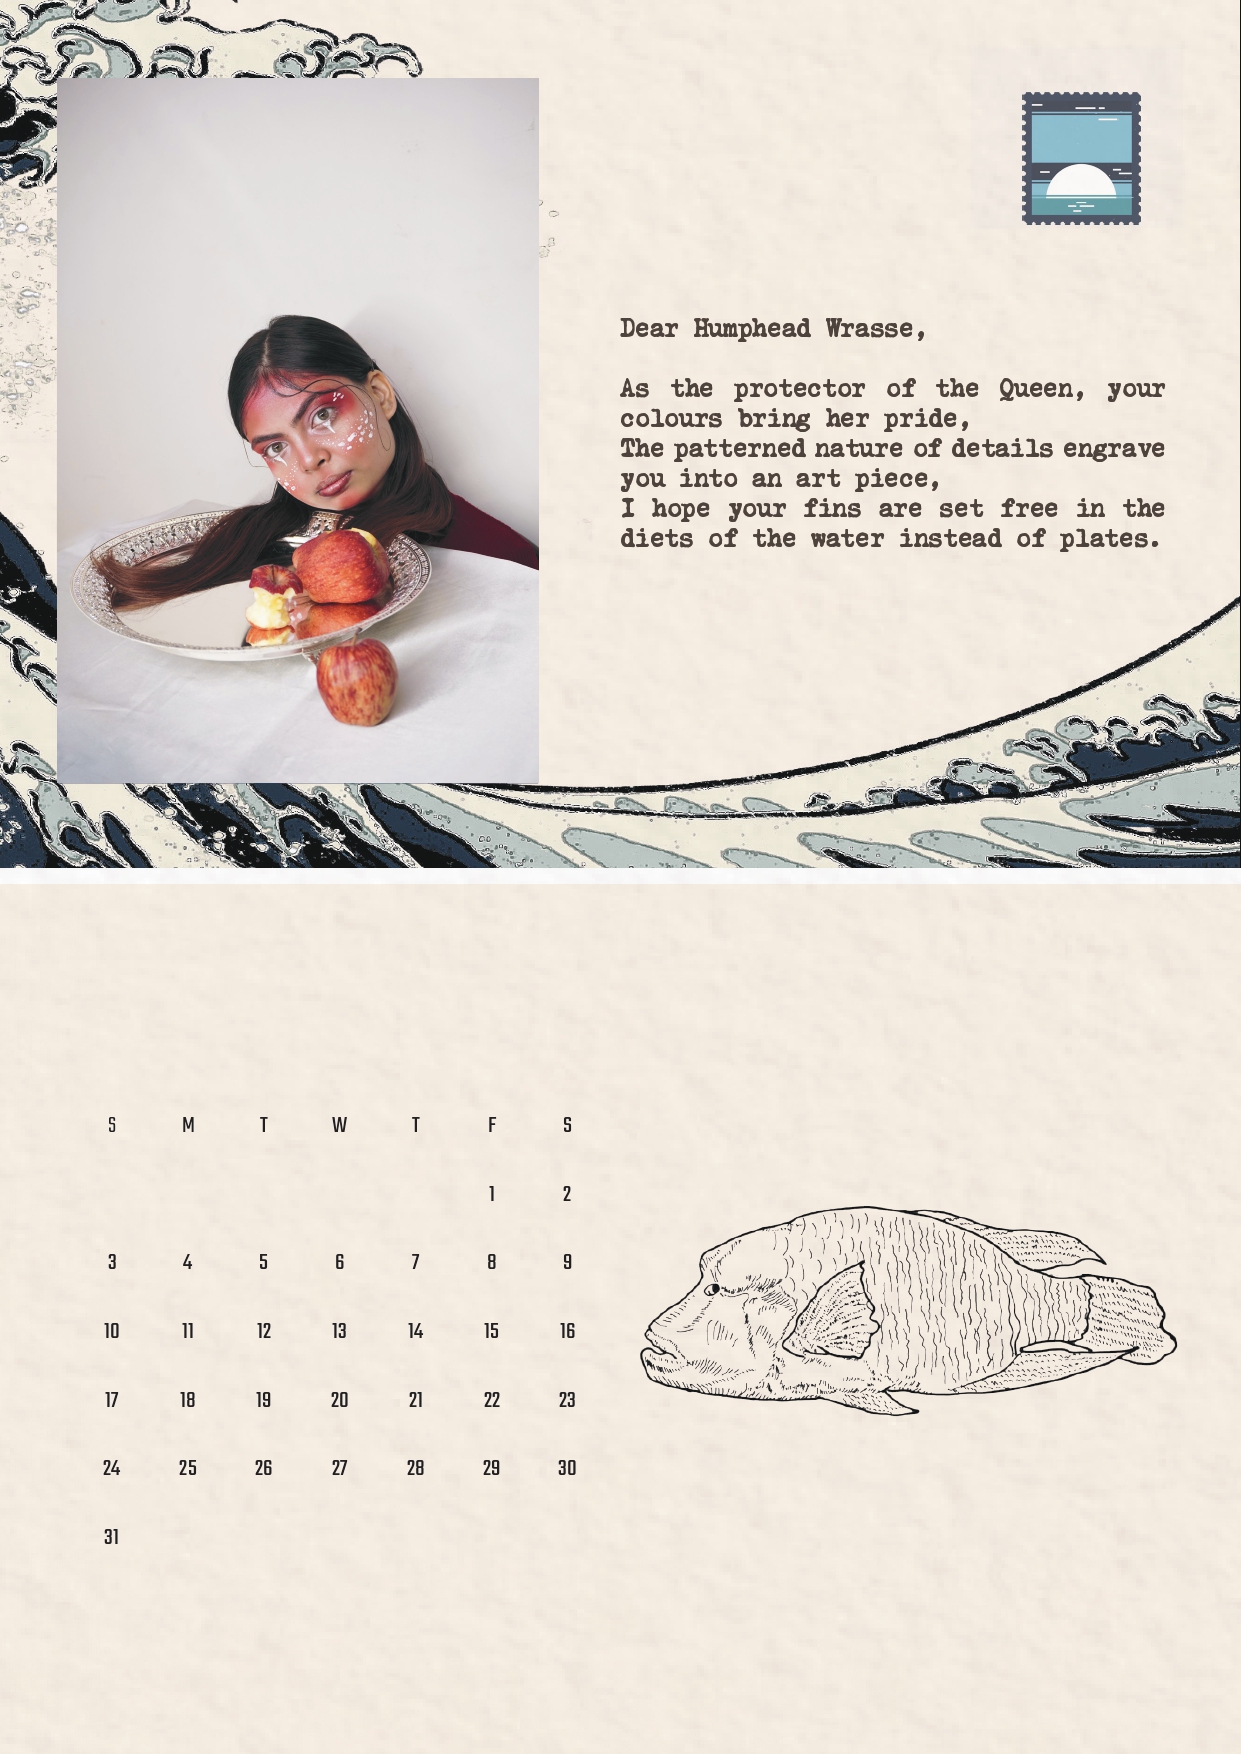 Dear Humphead Wrasse,
As the protector of the Queen, your
colours bring her pride,
The patterned nature of details engrave
you into an art piece,
I hope your fins are set free in the
diets of the water instead of plates.
S M T W T F S
1 2
3 4 5 6 7 8 9
10 11 12 13 14 15 16
17 18 19 20 21 22 23
24 25 26 27 28 29 30
31